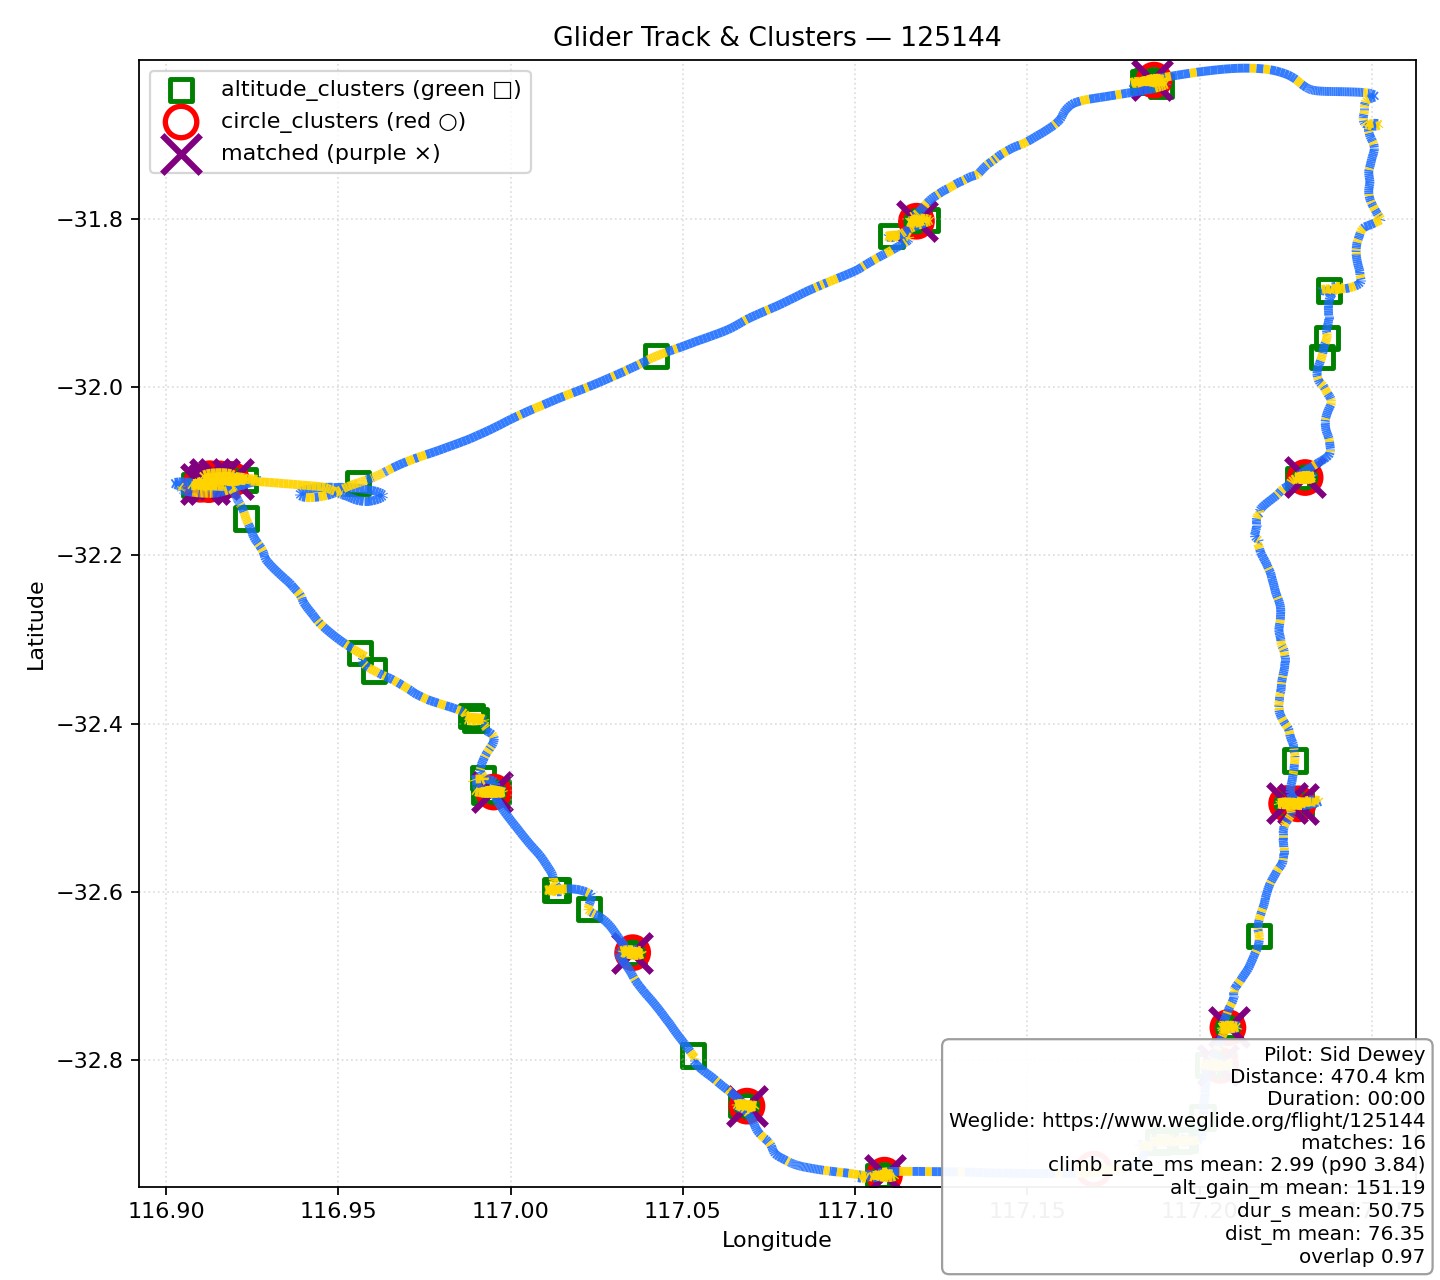 Glider Track & Clusters — 125144
altitude_clusters (green □)
circle_clusters (red ○)
matched (purple ×)
Latitude
−31.8
−32.0
−32.2
−32.4
−32.6
−32.8
116.90
116.95
117.00
117.05
117.10
117.15
117.20
Longitude
Pilot: Sid Dewey
Distance: 470.4 km
Duration: 00:00
Weglide: https://www.weglide.org/flight/125144
matches: 16
climb_rate_ms mean: 2.99 (p90 3.84)
alt_gain_m mean: 151.19
dur_s mean: 50.75
dist_m mean: 76.35
overlap 0.97